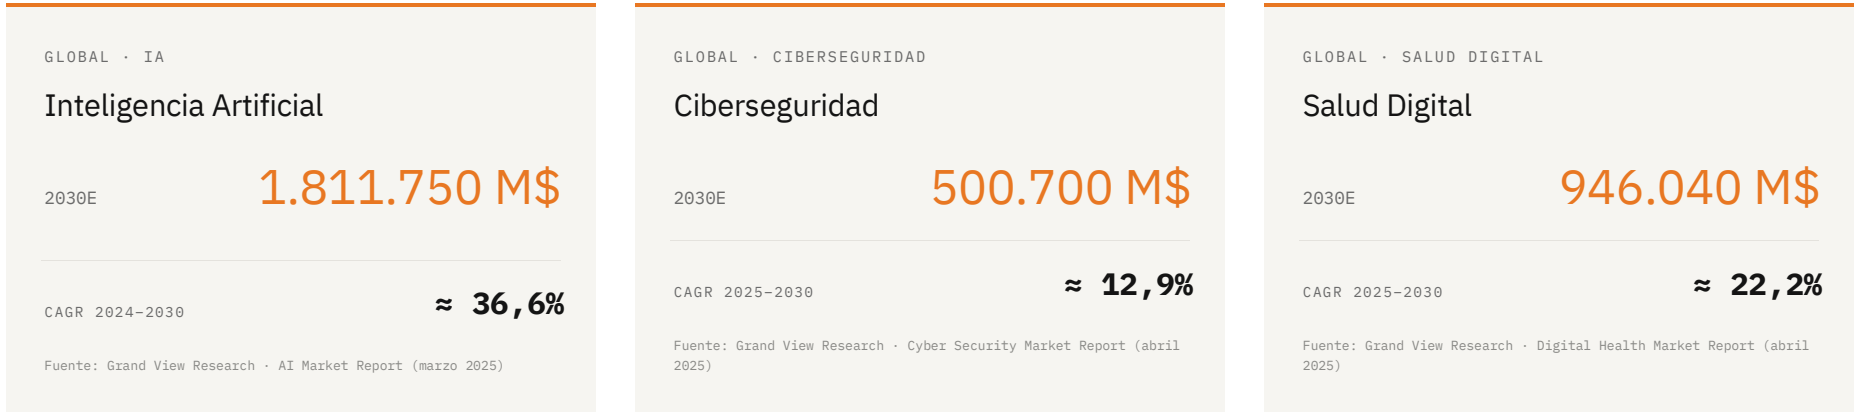 GLOBAL · IA
Inteligencia Artificial
2030E 1.811.750 M$
CAGR 2024–2030 ≈ 36,6%
Fuente: Grand View Research · AI Market Report (marzo 2025)
GLOBAL · CIBERSEGURIDAD
Ciberseguridad
2030E 500.700 M$
CAGR 2025–2030 ≈ 12,9%
Fuente: Grand View Research · Cyber Security Market Report (abril
2025)
GLOBAL · SALUD DIGITAL
Salud Digital
2030E 946.040 M$
CAGR 2025–2030 ≈ 22,2%
Fuente: Grand View Research · Digital Health Market Report (abril
2025)